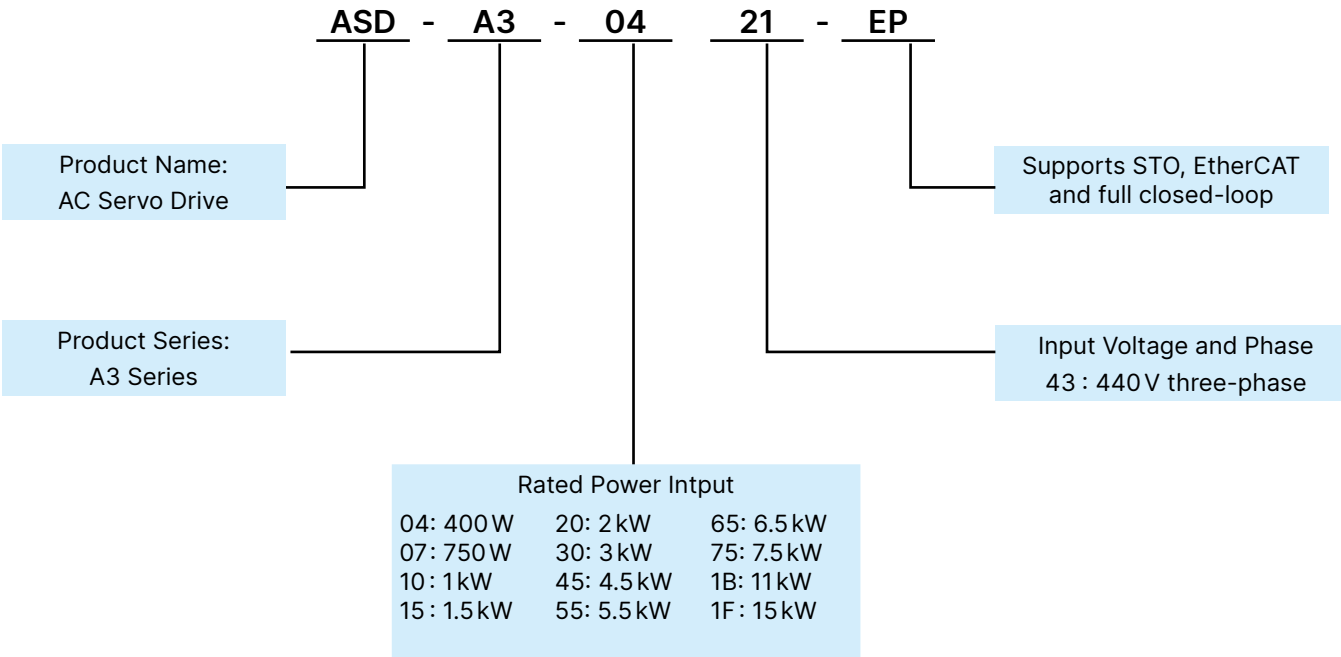 ASD - A3 - 04 21 - EP
Product Name:
AC Servo Drive
Supports STO, EtherCAT
and full closed-loop
Product Series:
A3 Series
Input Voltage and Phase
43 : 440 V three-phase
Rated Power Intput
04: 400 W 20: 2 kW 65: 6.5 kW
07: 750 W 30: 3 kW 75: 7.5 kW
10 : 1 kW 45: 4.5 kW 1B: 11 kW
15 : 1.5 kW 55: 5.5 kW 1F : 15 kW